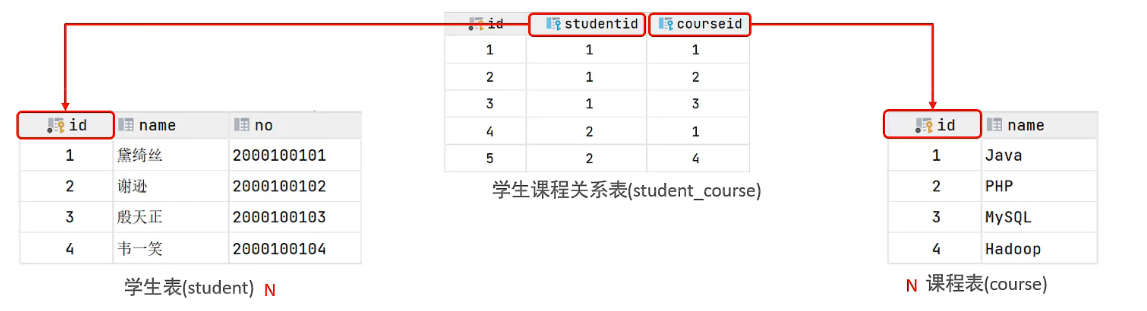 id studentid courseid
1 1 1
2 1 2
3 1 3
4 2 1
5 2 4
学生课程关系表(student_course)
id name no
1 黛绮丝 2000100101
2 谢逊 2000100102
3 殷天正 2000100103
4 韦一笑 2000100104
学生表(student) N
id name
1 Java
2 PHP
3 MySQL
4 Hadoop
N 课程表(course)